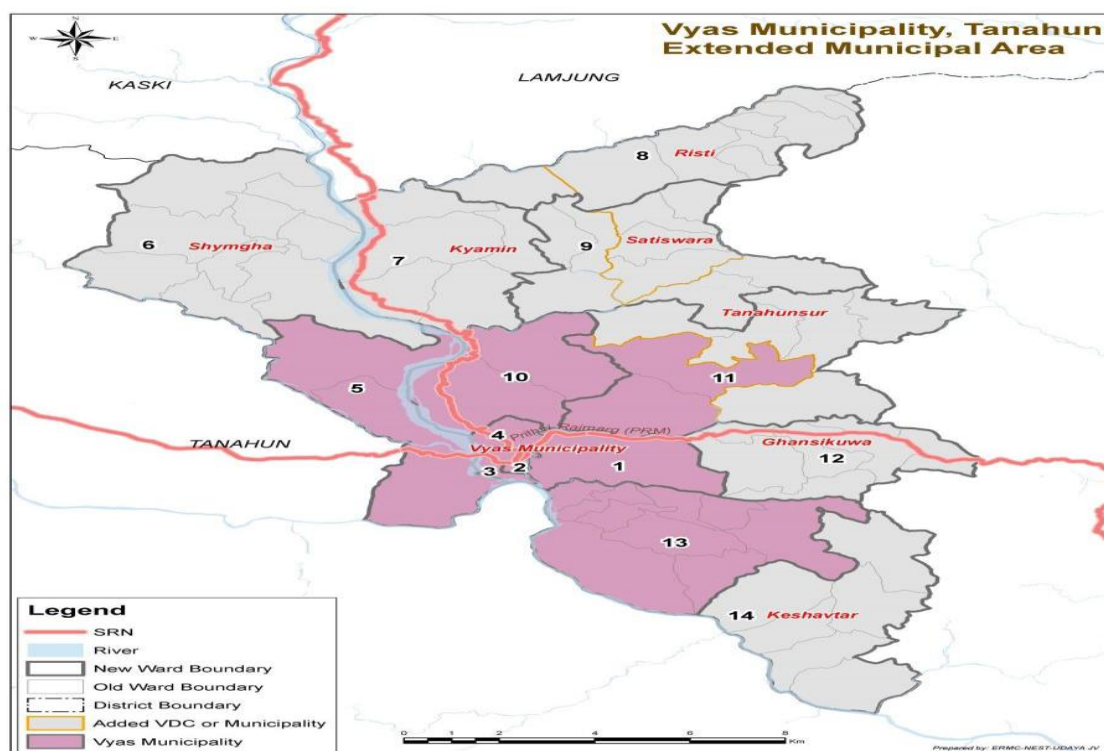 Vyas Municipality, Tanahun
Extended Municipal Area
N
W E
S
KASKI
LAMJUNG
8
Risti
6
Shymgha
7
Kyamin
9
Satiswara
Tanahunsur
5
10
11
4
Prithvi Rajmarg (PRM)
TANAHUN
Vyas Municipality
Ghansikuwa
3
2
1
12
13
14
Keshavtar
Legend
SRN
River
New Ward Boundary
Old Ward Boundary
District Boundary
Added VDC or Municipality
Vyas Municipality
0 2 4 6 8
Km
Prepared by: ERMC-NEST-UDAYA JV